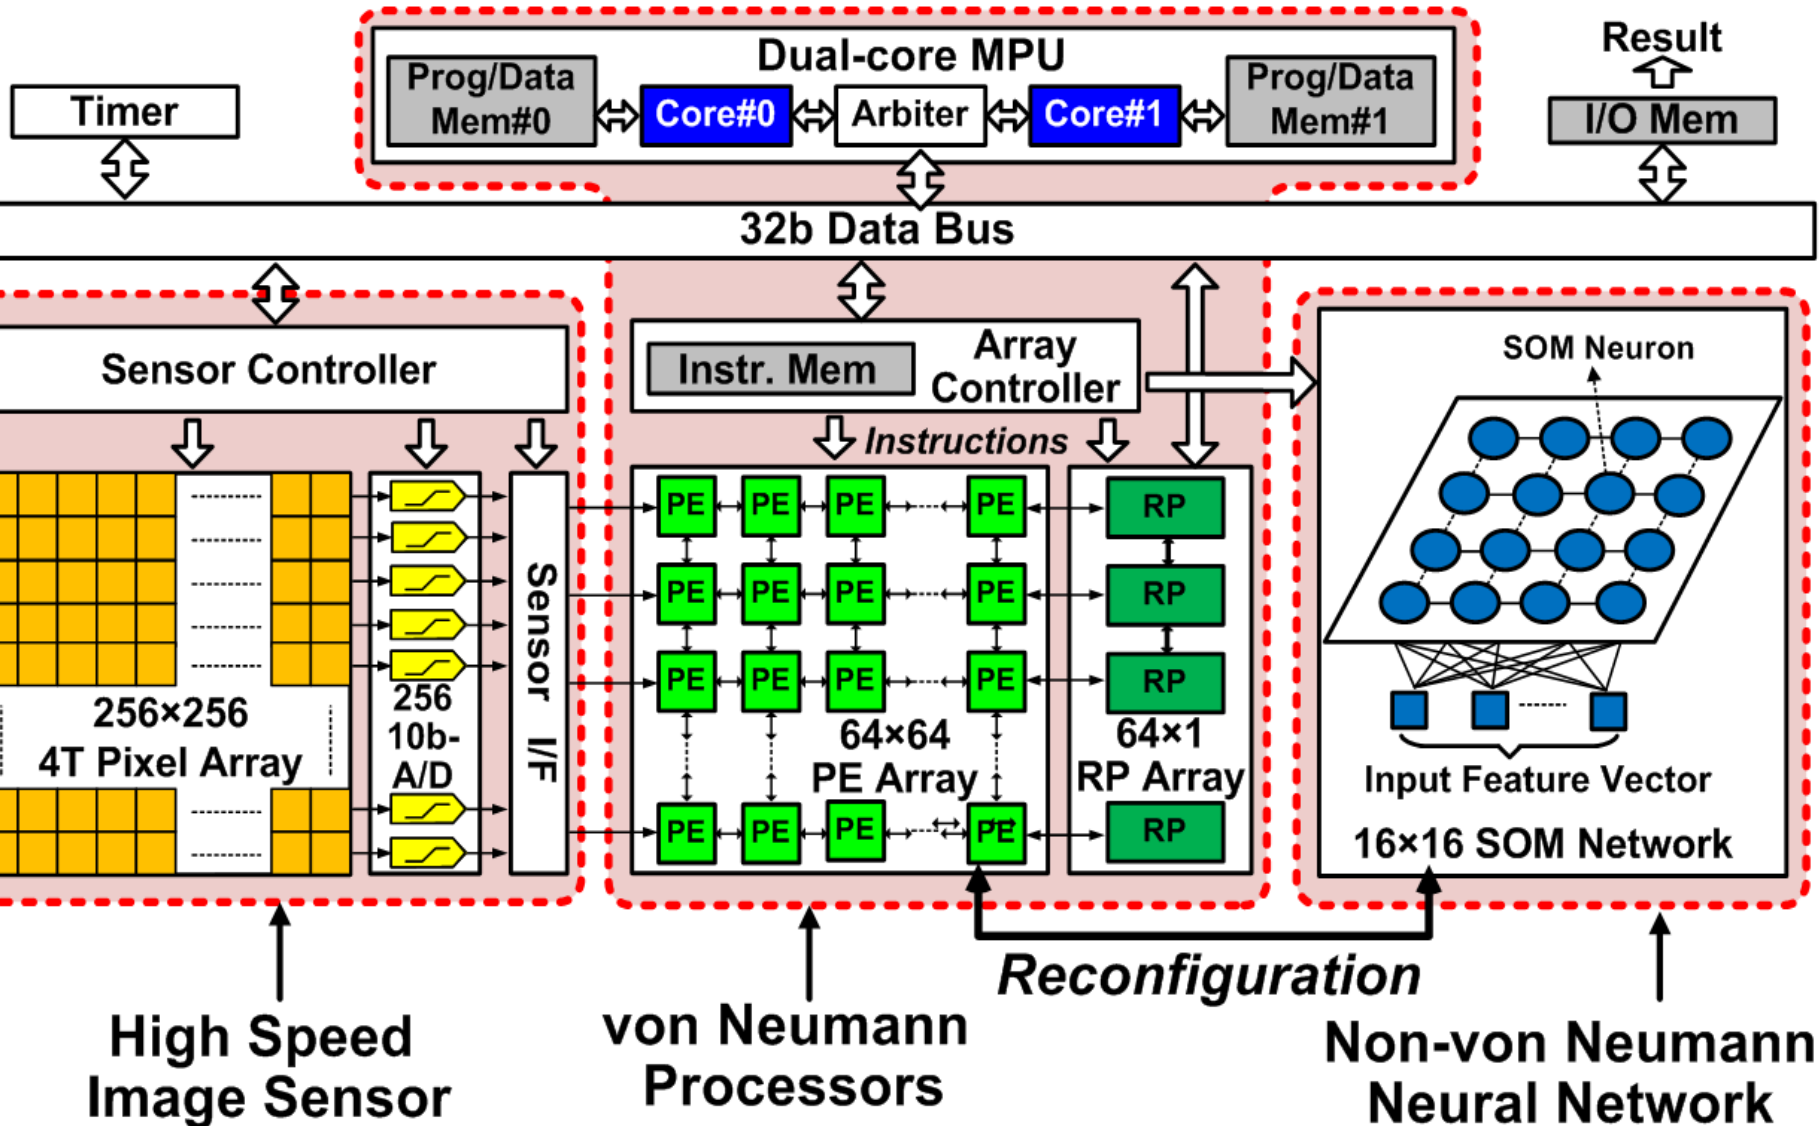 Dual-core MPU
Prog/Data
Mem#0
Core#0
Arbiter
Core#1
Prog/Data
Mem#1
Result
I/O Mem
Timer
32b Data Bus
Sensor Controller
Instr. Mem
Array
Controller
Instructions
SOM Neuron
PE PE PE PE
RP
PE PE PE PE
RP
PE PE PE PE
RP
PE PE PE PE
RP
256×256
4T Pixel Array
256
10b-
A/D
Sensor I/F
64×64
PE Array
64×1
RP Array
Input Feature Vector
16×16 SOM Network
Reconfiguration
High Speed
Image Sensor
von Neumann
Processors
Non-von Neumann
Neural Network